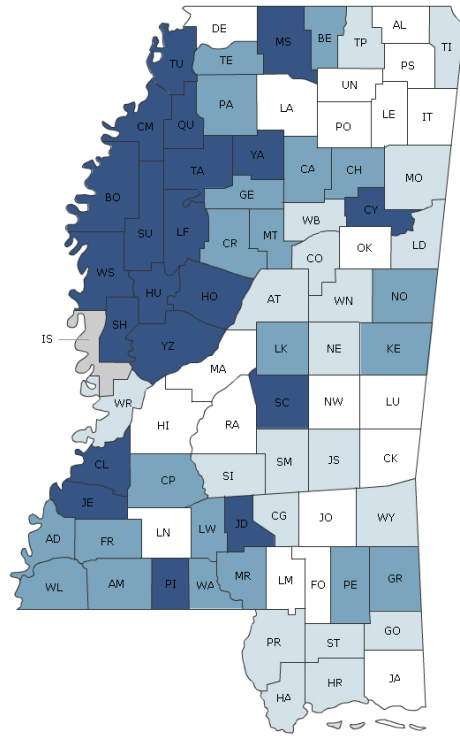 DE
AL
MS
BE
TP
TI
TE
TU
PS
UN
PA
LA
LE
IT
CM
QU
PO
YA
TA
CA
CH
MO
BO
GE
CY
WB
SU
LF
CR
MT
LD
OK
CO
WS
HU
HO
AT
WN
NO
SH
IS
YZ
LK
NE
KE
MA
WR
SC
NW
LU
HI
RA
CL
CP
SI
SM
JS
CK
JE
AD
FR
LN
LW
JD
CG
JO
WY
WL
AM
PI
WA
MR
LM
FO
PE
GR
PR
ST
GO
HA
HR
JA